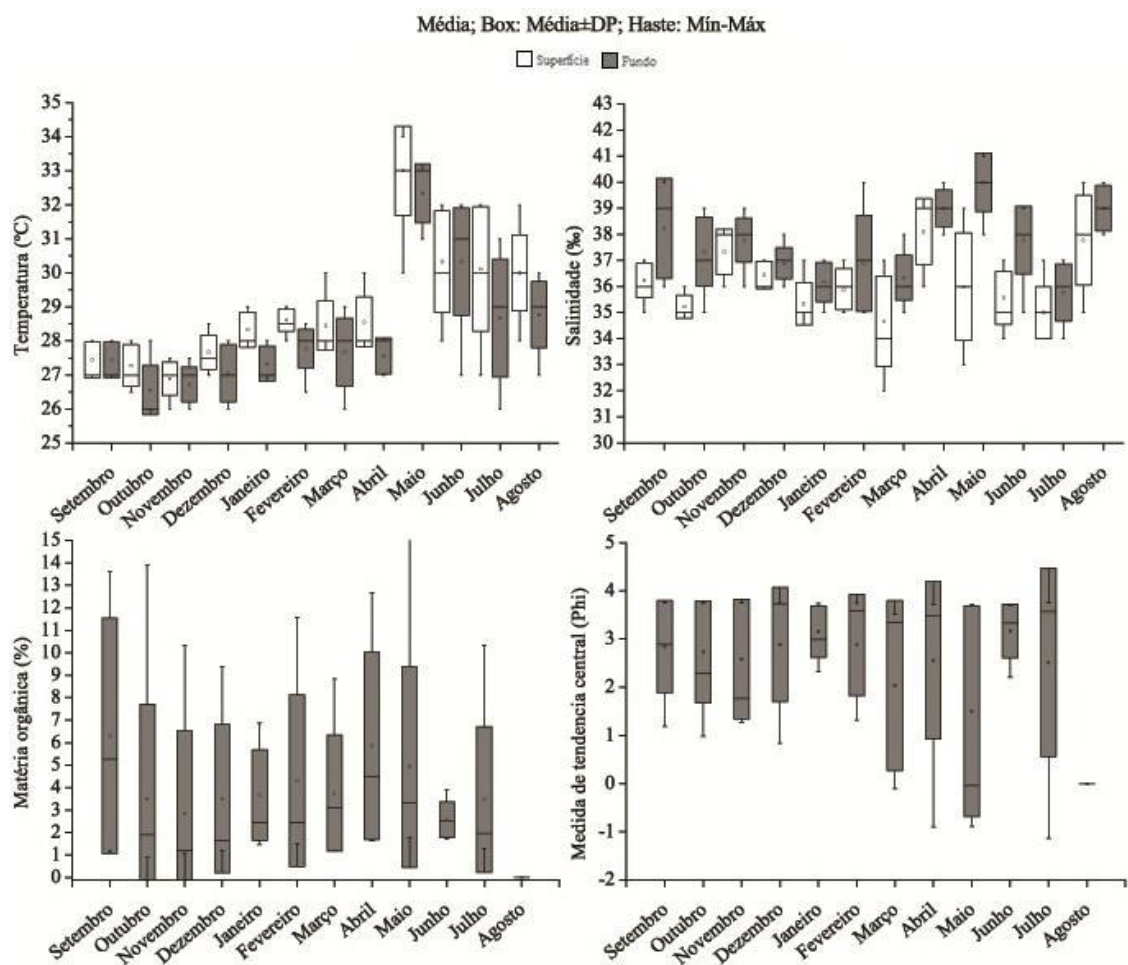 Média; Box: Média±DP; Haste: Mín-Máx
Superfície Fundo
Temperatura (ºC)
35
34
33
32
31
30
29
28
27
26
25
Setembro
Outubro
Novembro
Dezembro
Janeiro
Fevereiro
Março
Abril
Maio
Junho
Julho
Agosto
Salinidade (‰)
43
42
41
40
39
38
37
36
35
34
33
32
31
30
Setembro
Outubro
Novembro
Dezembro
Janeiro
Fevereiro
Março
Abril
Maio
Junho
Julho
Agosto
Matéria orgânica (%)
15
14
13
12
11
10
9
8
7
6
5
4
3
2
1
0
Setembro
Outubro
Novembro
Dezembro
Janeiro
Fevereiro
Março
Abril
Maio
Junho
Julho
Agosto
Medida de tendencia central (Phi)
5
4
3
2
1
0
-1
-2
Setembro
Outubro
Novembro
Dezembro
Janeiro
Fevereiro
Março
Abril
Maio
Junho
Julho
Agosto